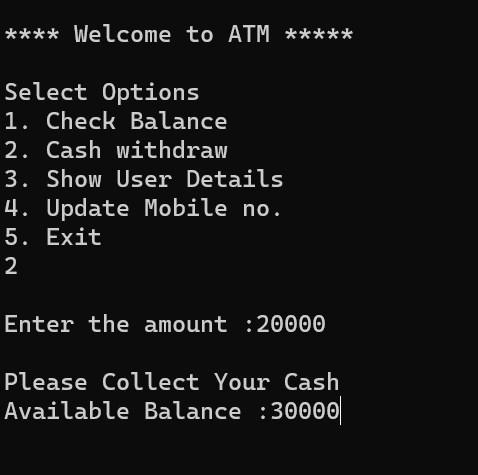 **** Welcome to ATM *****
Select Options
1. Check Balance
2. Cash withdraw
3. Show User Details
4. Update Mobile no.
5. Exit
2
Enter the amount :20000
Please Collect Your Cash
Available Balance :30000